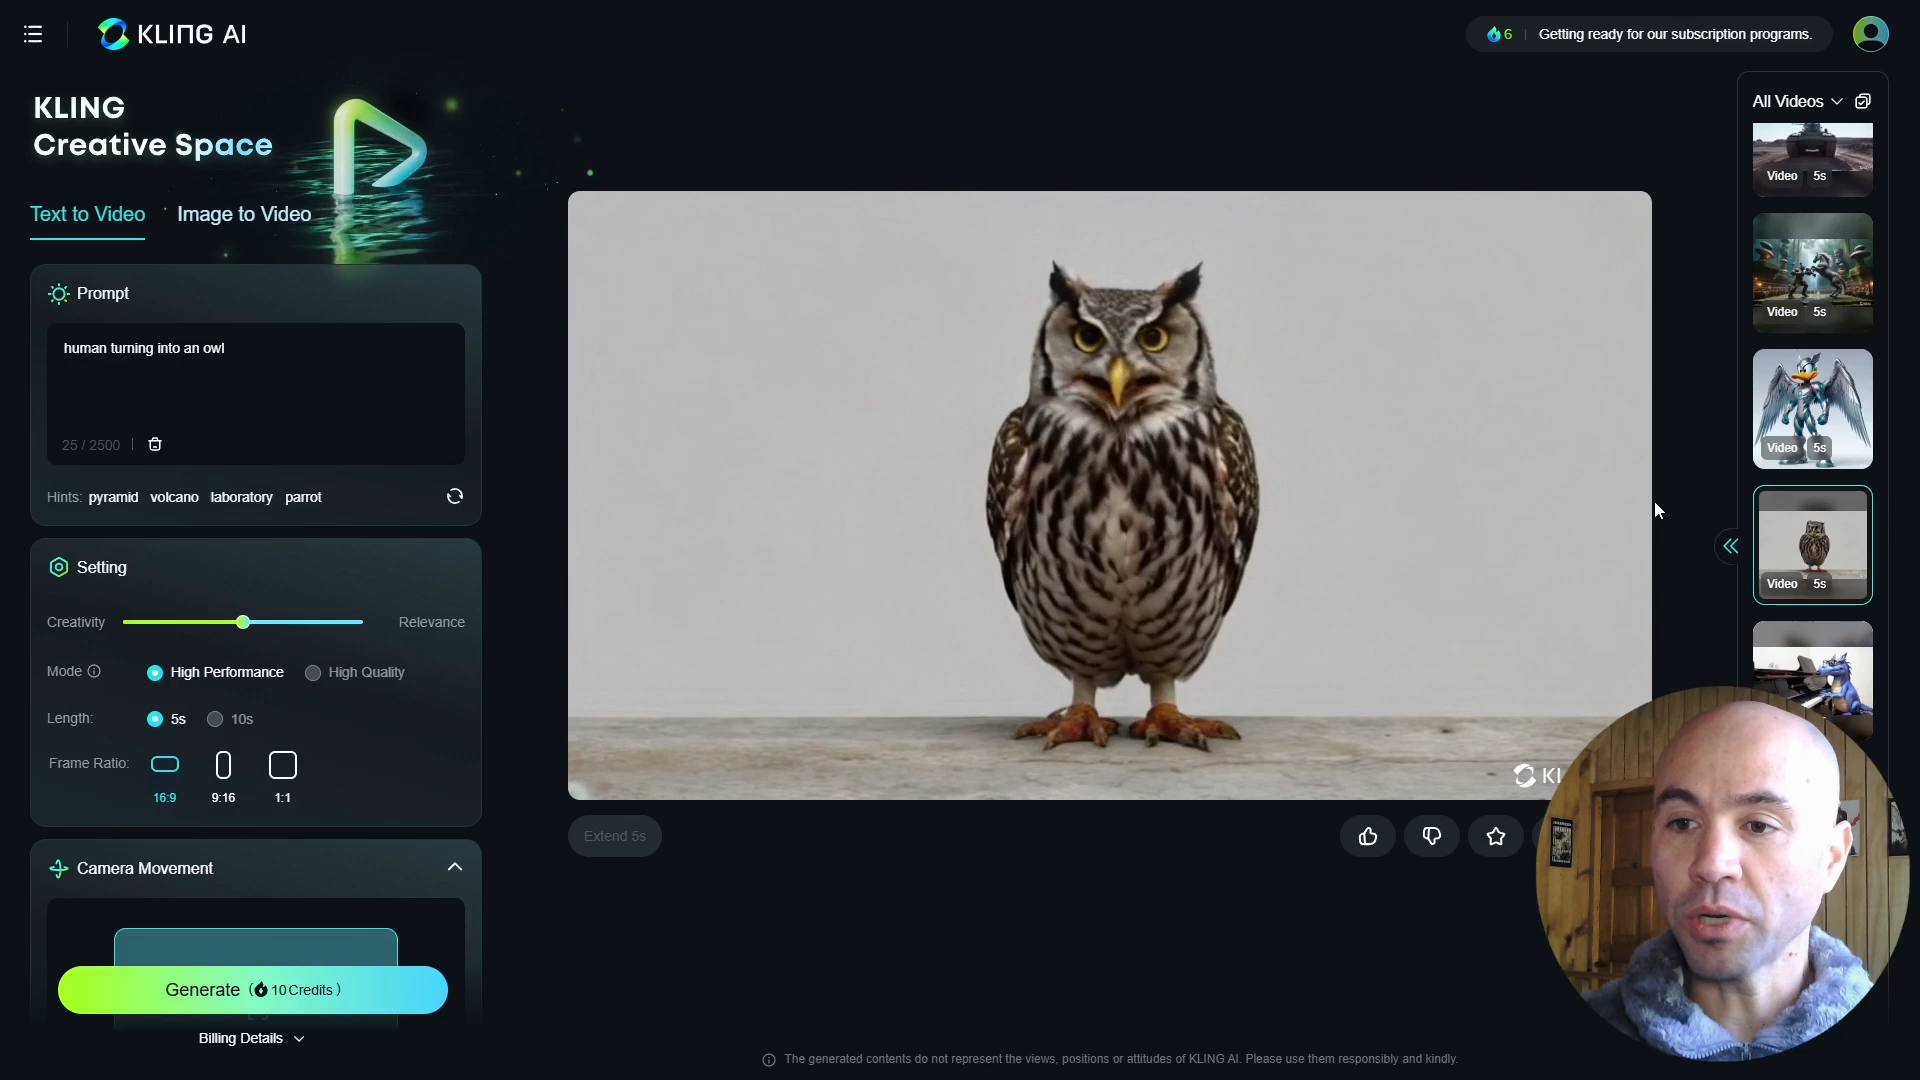 KLING AI
6
Getting ready for our subscription programs.
KLING
Creative Space
Text to Video
Image to Video
Prompt
human turning into an owl
25 / 2500
Hints: pyramid volcano laboratory parrot
Setting
Creativity
Relevance
Mode
High Performance
High Quality
Length:
5s
10s
Frame Ratio:
16:9
9:16
1:1
Camera Movement
Generate ( 10 Credits )
Billing Details
KI
Extend 5s
All Videos
Video 5s
Video 5s
Video 5s
Video 5s
The generated contents do not represent the views, positions or attitudes of KLING AI. Please use them responsibly and kindly.